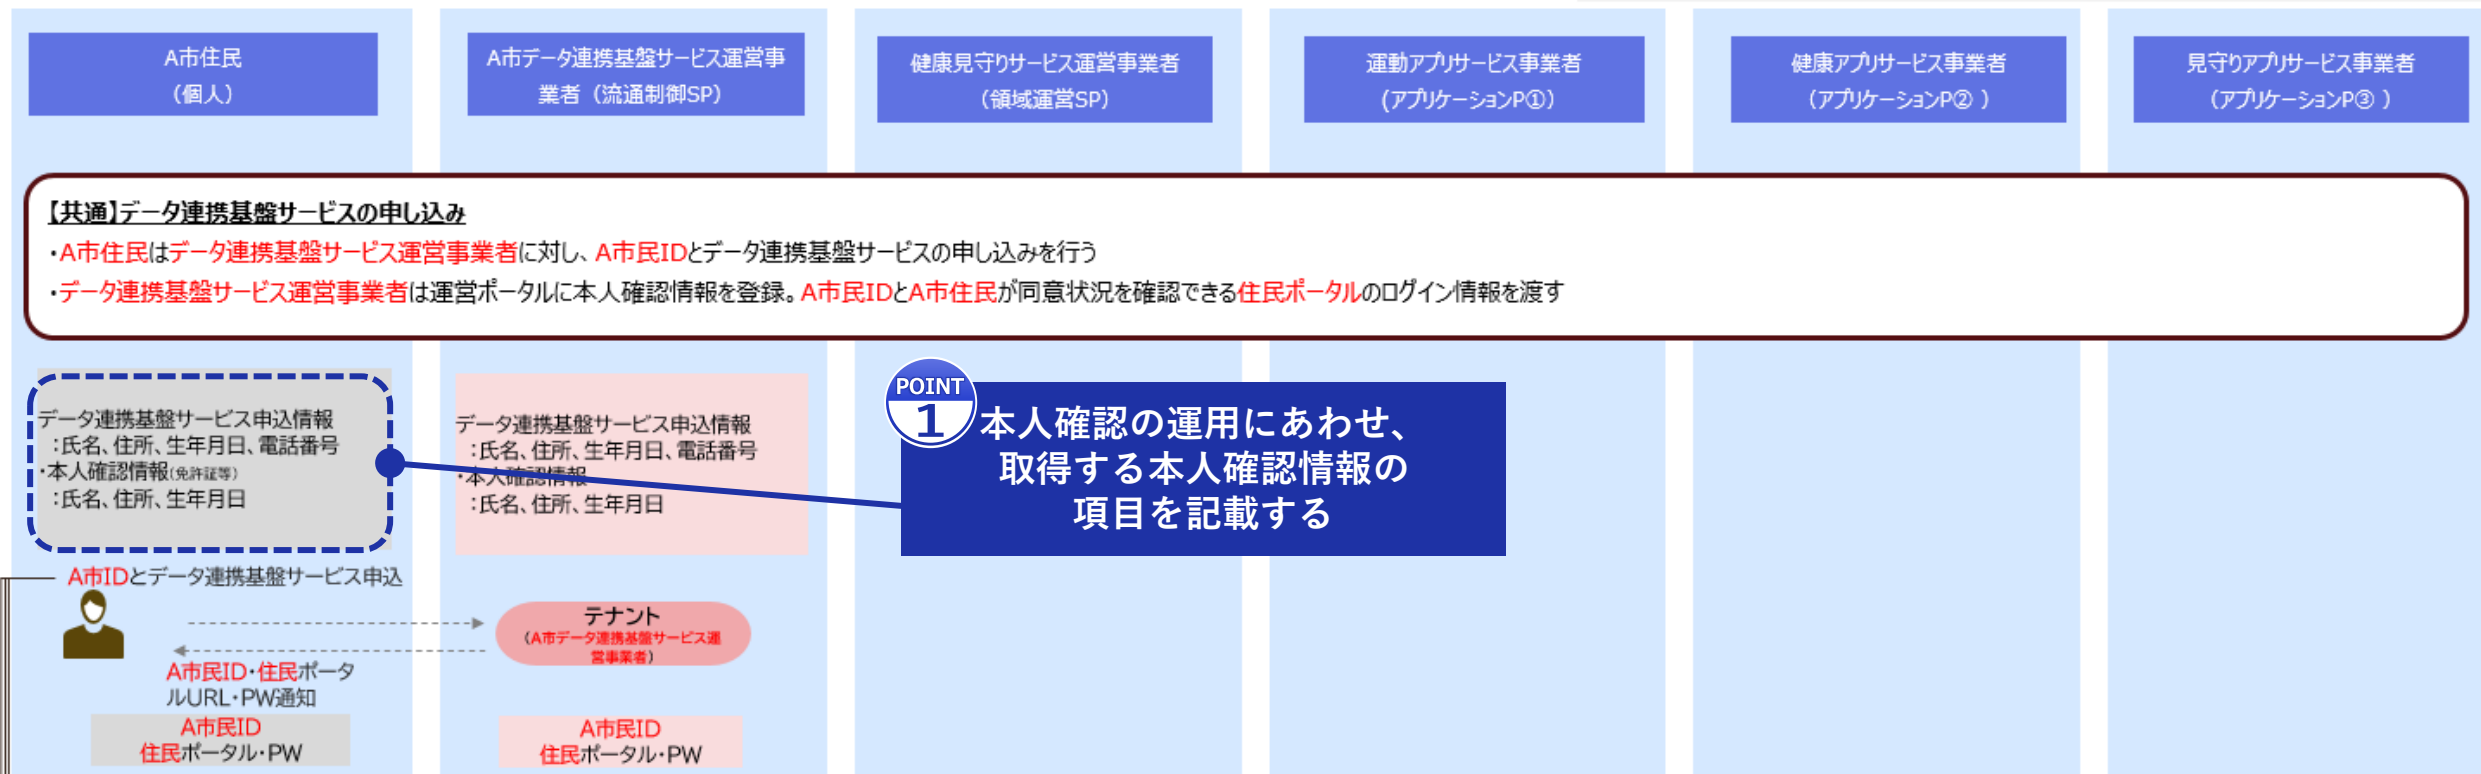 A市住民
（個人）
A市データ連携基盤サービス運営事
業者（流通制御SP）
健康見守りサービス運営事業者
（領域運営SP）
運動アプリサービス事業者
(アプリケーションP①）
健康アプリサービス事業者
（アプリケーションP② ）
見守りアプリサービス事業者
（アプリケーションP③ ）
【共通】データ連携基盤サービスの申し込み
・A市住民はデータ連携基盤サービス運営事業者に対し、A市民IDとデータ連携基盤サービスの申し込みを行う
・データ連携基盤サービス運営事業者は運営ポータルに本人確認情報を登録。A市民IDとA市住民が同意状況を確認できる住民ポータルのログイン情報を渡す
データ連携基盤サービス申込情報
：氏名、住所、生年月日、電話番号
・本人確認情報(免許証等)
：氏名、住所、生年月日
データ連携基盤サービス申込情報
：氏名、住所、生年月日、電話番号
・本人確認情報
：氏名、住所、生年月日
POINT
1
本人確認の運用にあわせ、
取得する本人確認情報の
項目を記載する
A市IDとデータ連携基盤サービス申込
テナント
（A市データ連携基盤サービス運
営事業者）
A市民ID・住民ポータ
ルURL・PW通知
A市民ID
住民ポータル・PW
A市民ID
住民ポータル・PW